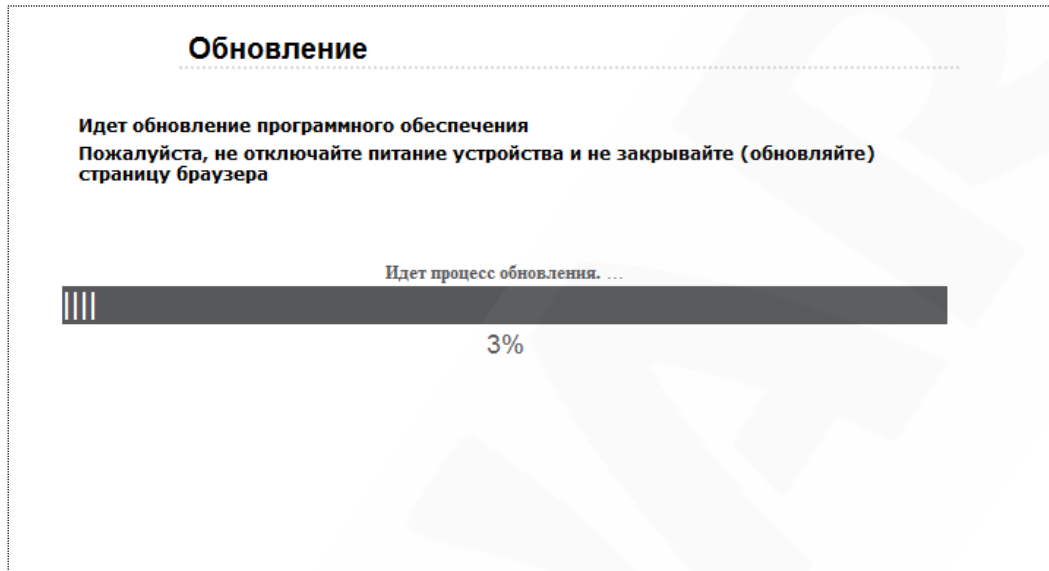 Обновление
Идет обновление программного обеспечения
Пожалуйста, не отключайте питание устройства и не закрывайте (обновляйте)
страницу браузера
Идет процесс обновления. ...
3%